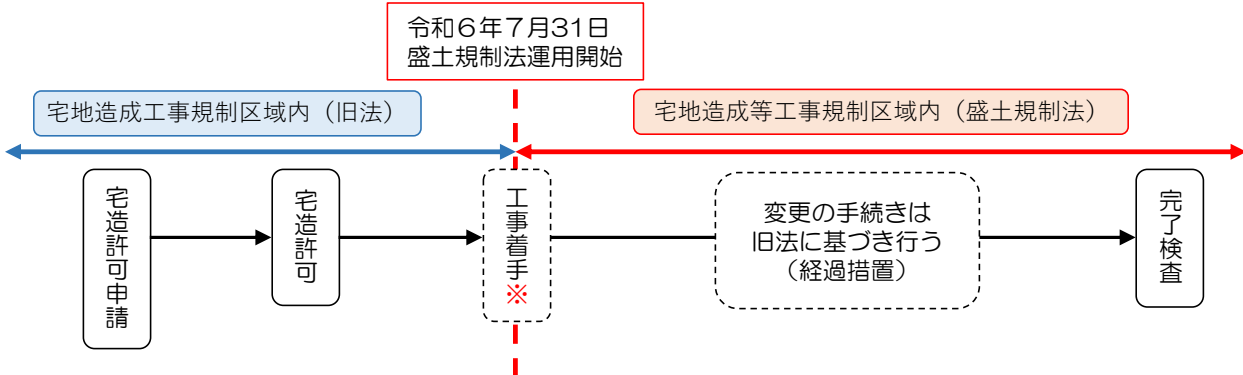 令和６年７月31日
盛土規制法運用開始
宅地造成工事規制区域内（旧法）
宅地造成等工事規制区域内（盛土規制法）
宅造許可申請
宅造許可
工事着手※
変更の手続きは
旧法に基づき行う
（経過措置）
完了検査